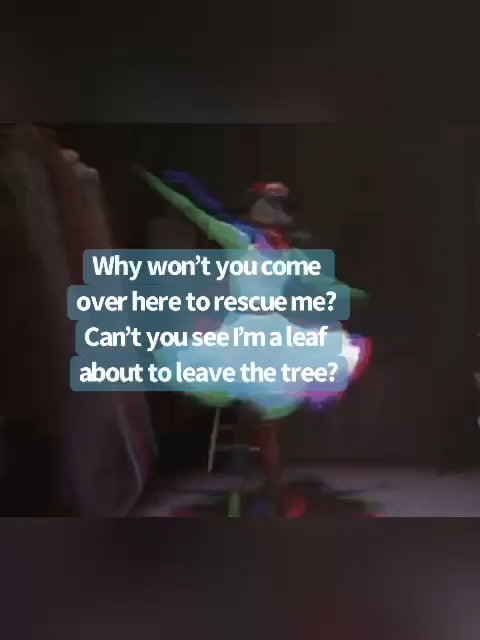 Why won’t you come
over here to rescue me?
Can’t you see I’m a leaf
about to leave the tree?